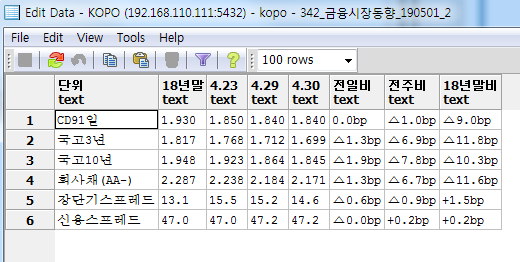 Edit Data - KOPO (192.168.110.111:5432) - kopo - 342_금융시장동향_190501_2
File Edit View Tools Help
100 rows
단위 18년말 4.23 4.29 4.30 전일비 전주비 18년말비
text text text text text text text text
1 CD91일 1.930 1.850 1.840 1.840 0.0bp △1.0bp △9.0bp
2 국고3년 1.817 1.768 1.712 1.699 △1.3bp △6.9bp △11.8bp
3 국고10년 1.948 1.923 1.864 1.845 △1.9bp △7.8bp △10.3bp
4 회사채(AA-) 2.287 2.238 2.184 2.171 △1.3bp △6.7bp △11.6bp
5 장단기스프레드 13.1 15.5 15.2 14.6 △0.6bp △0.9bp +1.5bp
6 신용스프레드 47.0 47.0 47.2 47.2 △0.0bp +0.2bp +0.2bp